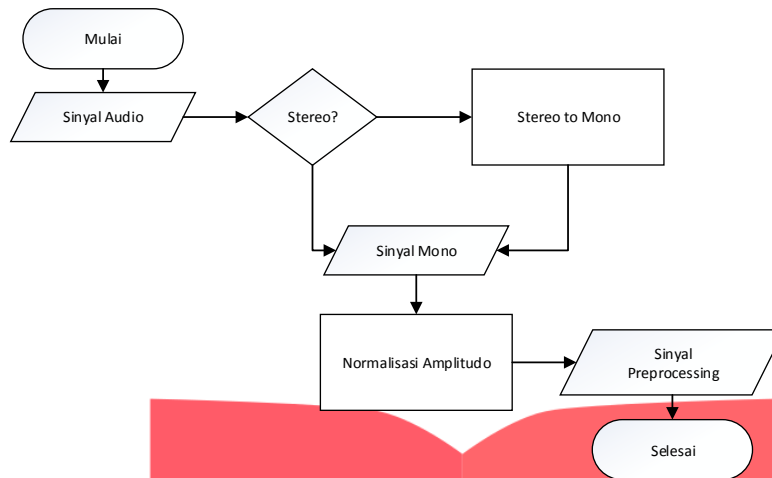 Mulai
Sinyal Audio
Stereo?
Stereo to Mono
Sinyal Mono
Normalisasi Amplitudo
Sinyal
Preprocessing
Selesai